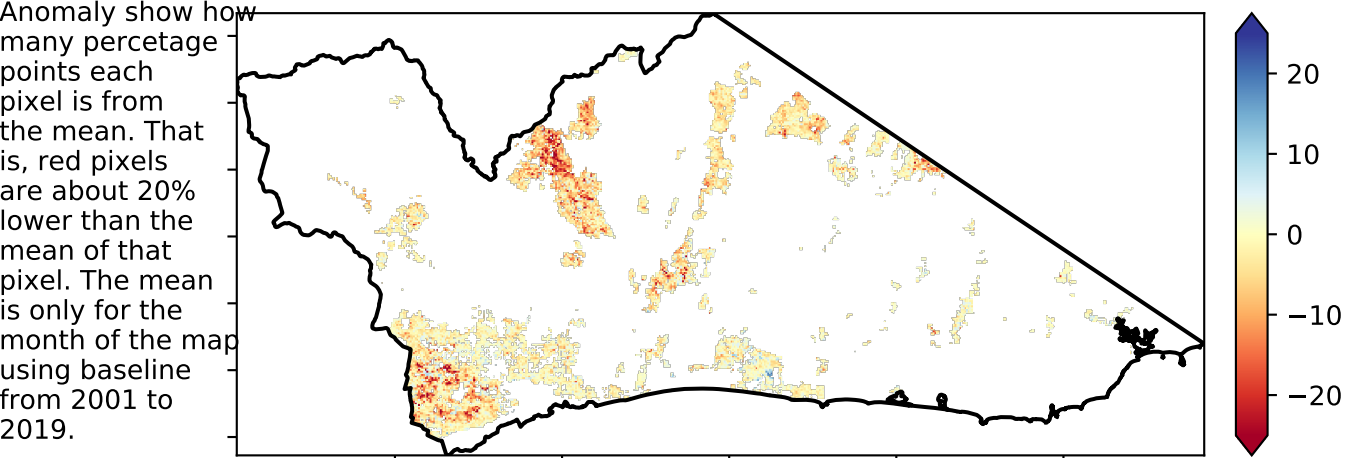 Anomaly show how
many percetage
points each
pixel is from
the mean. That
is, red pixels
are about 20%
lower than the
mean of that
pixel. The mean
is only for the
month of the map
using baseline
from 2001 to
2019.
20
10
0
−10
−20